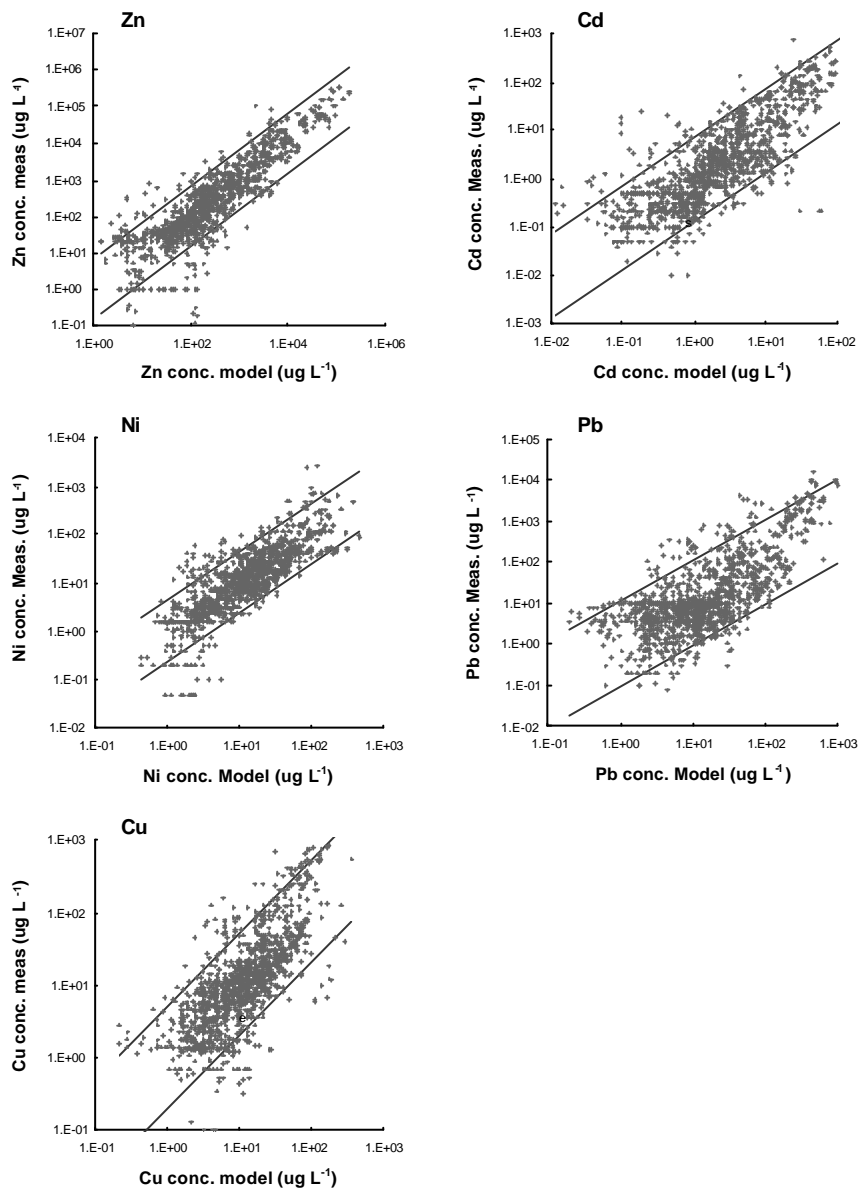 Zn
1.E+07
1.E+06
1.E+05
1.E+04
1.E+03
1.E+02
1.E+01
1.E+00
1.E-01
1.E+00 1.E+02 1.E+04 1.E+06
Zn conc. meas (ug L-1)
Zn conc. model (ug L-1)
Cd
1.E+03
1.E+02
1.E+01
1.E+00
1.E-01
1.E-02
1.E-03
1.E-02 1.E-01 1.E+00 1.E+01 1.E+02
Cd conc. Meas. (ug L-1)
s
Cd conc. model (ug L-1)
Ni
1.E+04
1.E+03
1.E+02
1.E+01
1.E+00
1.E-01
1.E-02
1.E-01 1.E+00 1.E+01 1.E+02 1.E+03
Ni conc. Meas. (ug L-1)
Ni conc. Model (ug L-1)
Pb
1.E+05
1.E+04
1.E+03
1.E+02
1.E+01
1.E+00
1.E-01
1.E-02
1.E-01 1.E+00 1.E+01 1.E+02 1.E+03
Pb conc. Meas. (ug L -1)
Pb conc. Model (ug L-1)
Cu
1.E+03
1.E+02
1.E+01
1.E+00
1.E-01
1.E-01 1.E+00 1.E+01 1.E+02 1.E+03
Cu conc. meas (ug L -1)
e
Cu conc. model (ug L-1)